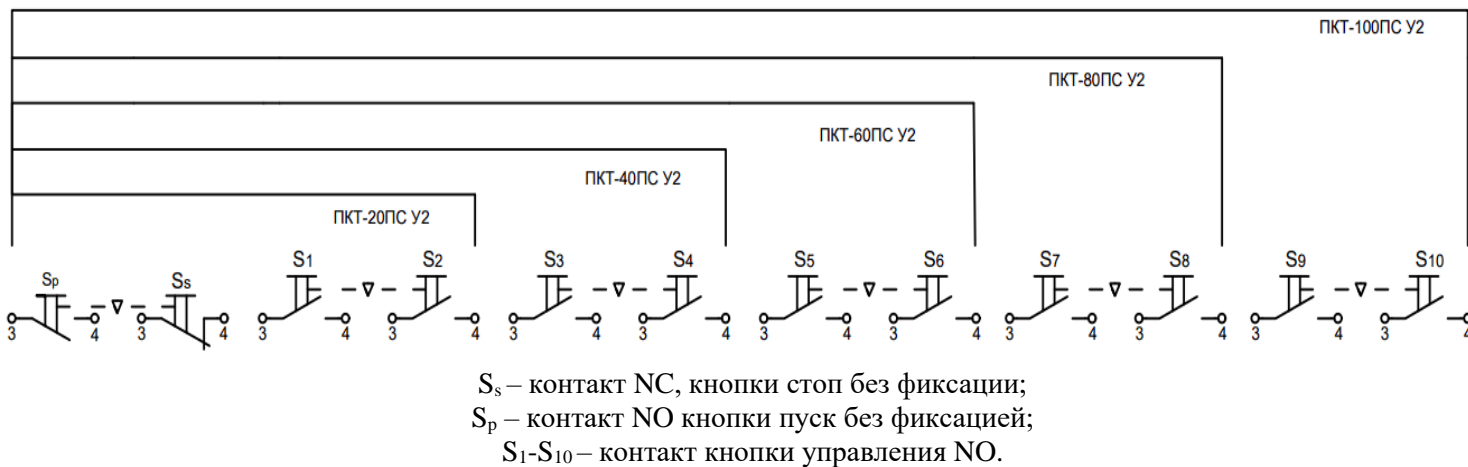 ПКТ-100ПС У2
ПКТ-80ПС У2
ПКТ-60ПС У2
ПКТ-40ПС У2
ПКТ-20ПС У2
Sp Ss S1 S2 S3 S4 S5 S6 S7 S8 S9 S10
3 4 3 4 3 4 3 4 3 4 3 4 3 4 3 4 3 4 3 4 3 4 3 4
Ss – контакт NC, кнопки стоп без фиксации;
Sp – контакт NO кнопки пуск без фиксацией;
S1-S10 – контакт кнопки управления NO.